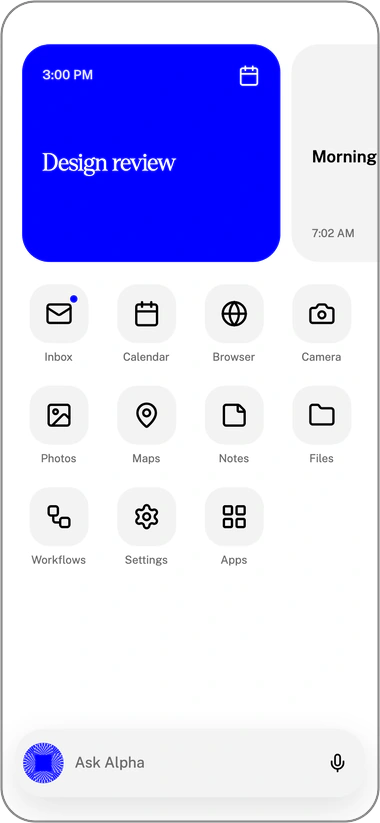 3:00 PM
Design review
Morning
7:02 AM
Inbox
Calendar
Browser
Camera
Photos
Maps
Notes
Files
Workflows
Settings
Apps
Ask Alpha